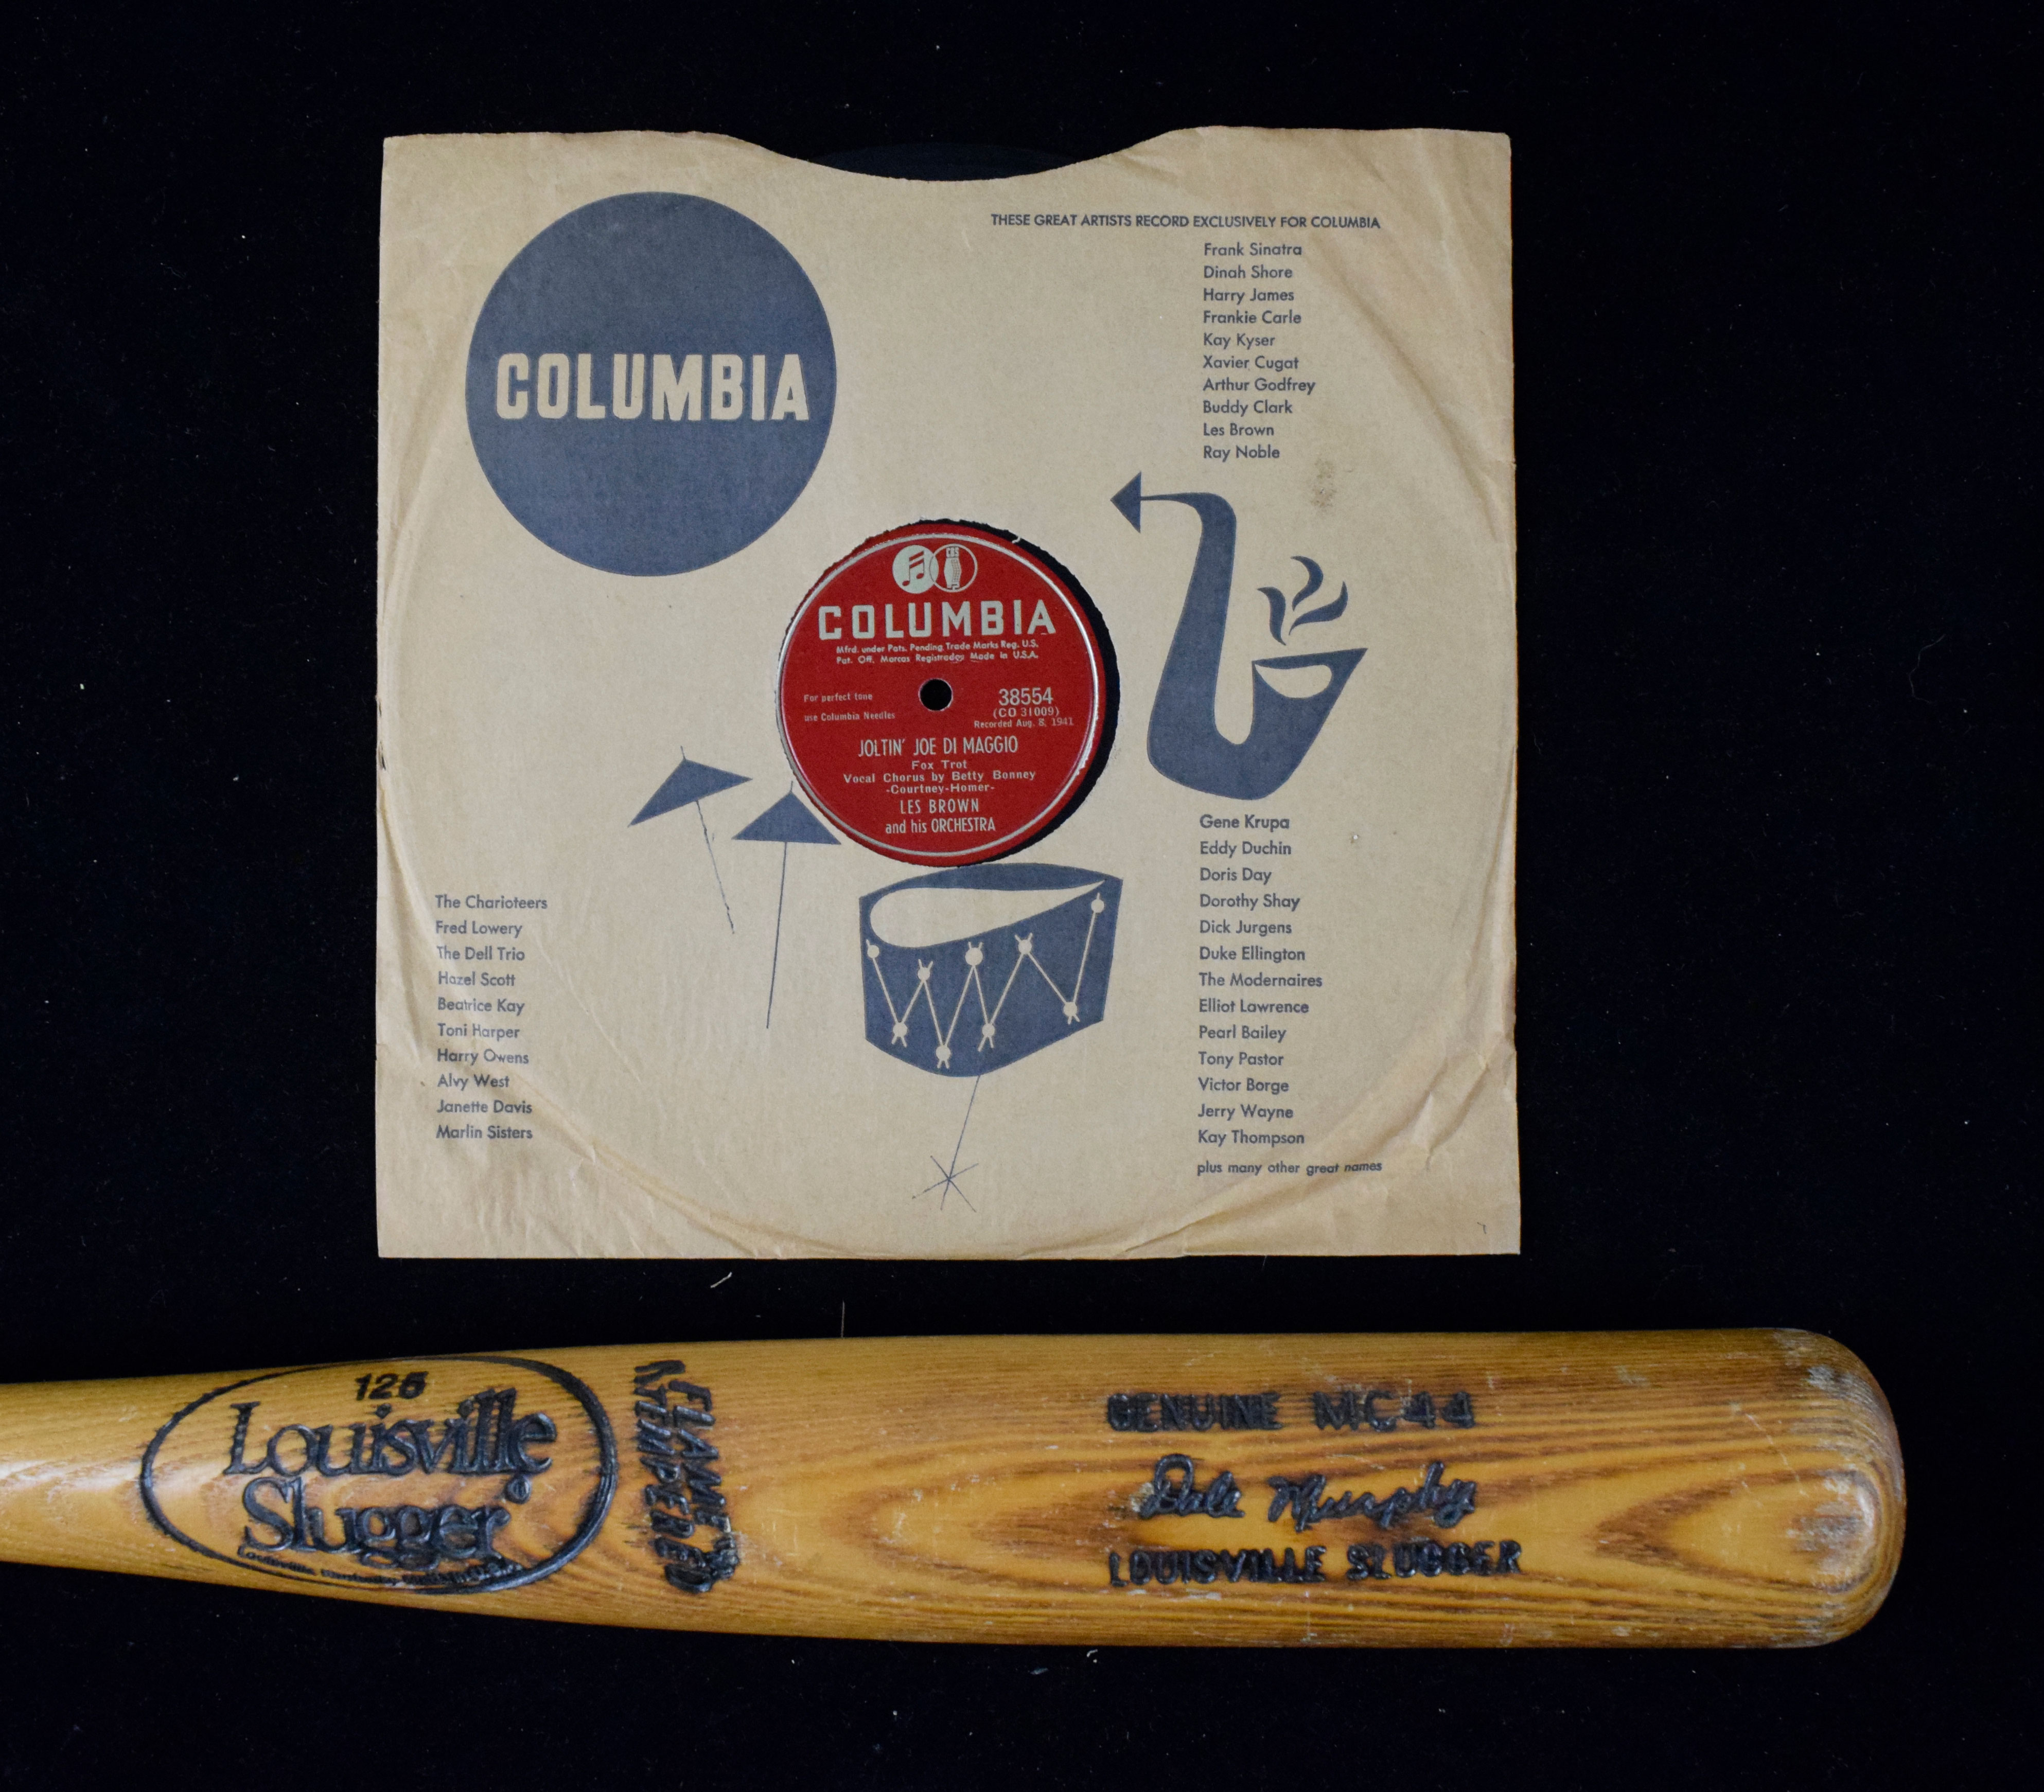 COLUMBIA
THESE GREAT ARTISTS RECORD EXCLUSIVELY FOR COLUMBIA
Frank Sinatra
Dinah Shore
Harry James
Frankie Carle
Kay Kyser
Xavier Cugat
Arthur Godfrey
Buddy Clark
Les Brown
Ray Noble
CBS
COLUMBIA
Mfrd. under Pats. Pending Trade Marks Reg. U.S.
Pat. Off. Marcas Registradas Made in U.S.A.
For perfect tone
use Columbia Needles
38554
(CO 31009)
Recorded Aug. 8, 1941
JOLTIN' JOE DI MAGGIO
Fox Trot
Vocal Chorus by Betty Bonney
-Courtney-Homer-
LES BROWN
and his ORCHESTRA
The Charioteers
Fred Lowery
The Dell Trio
Hazel Scott
Beatrice Kay
Toni Harper
Harry Owens
Alvy West
Janette Davis
Marlin Sisters
Gene Krupa
Eddy Duchin
Doris Day
Dorothy Shay
Dick Jurgens
Duke Ellington
The Modernaires
Elliot Lawrence
Pearl Bailey
Tony Pastor
Victor Borge
Jerry Wayne
Kay Thompson
plus many other great names
125
Louisville
Slugger
FLAME
TEMPERED
GENUINE MC44
Dale Murphy
LOUISVILLE SLUGGER